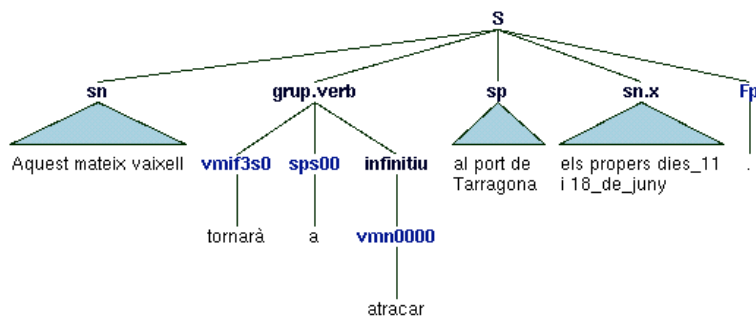 S
sn grup.verb sp sn.x Fp
Aquest mateix vaixell vmif3s0 sps00 infinitiu al port de els propers dies_11 .
Tarragona i 18_de_juny
tornarà a vmn0000
atracar